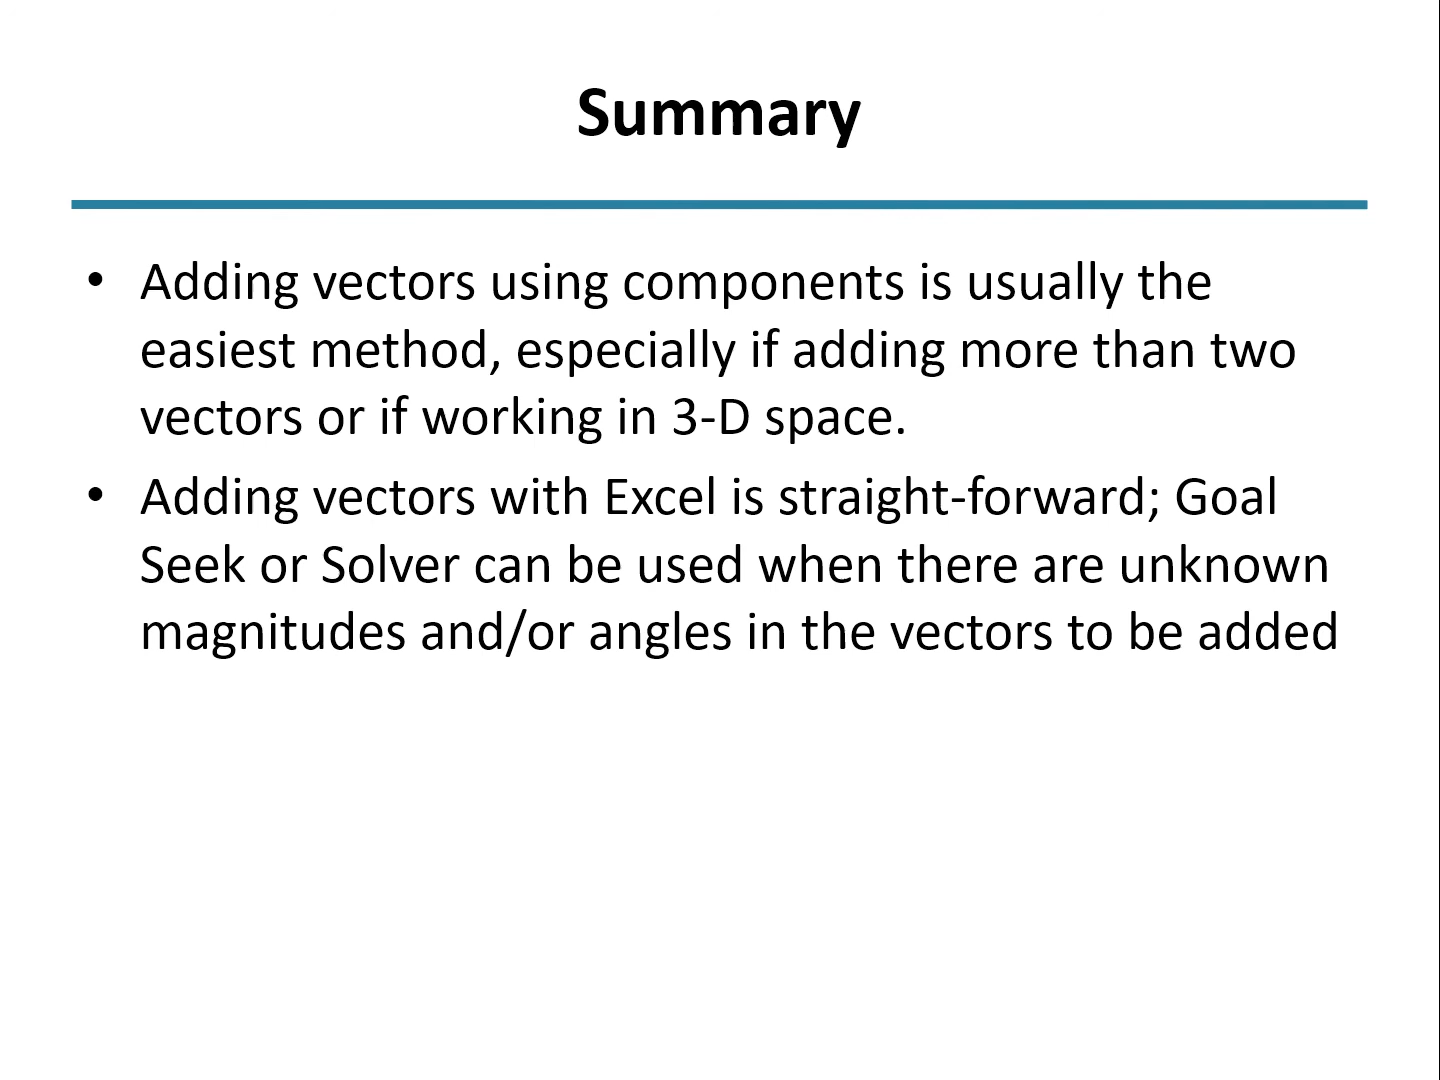 Summary
• Adding vectors using components is usually the
easiest method, especially if adding more than two
vectors or if working in 3-D space.
• Adding vectors with Excel is straight-forward; Goal
Seek or Solver can be used when there are unknown
magnitudes and/or angles in the vectors to be added